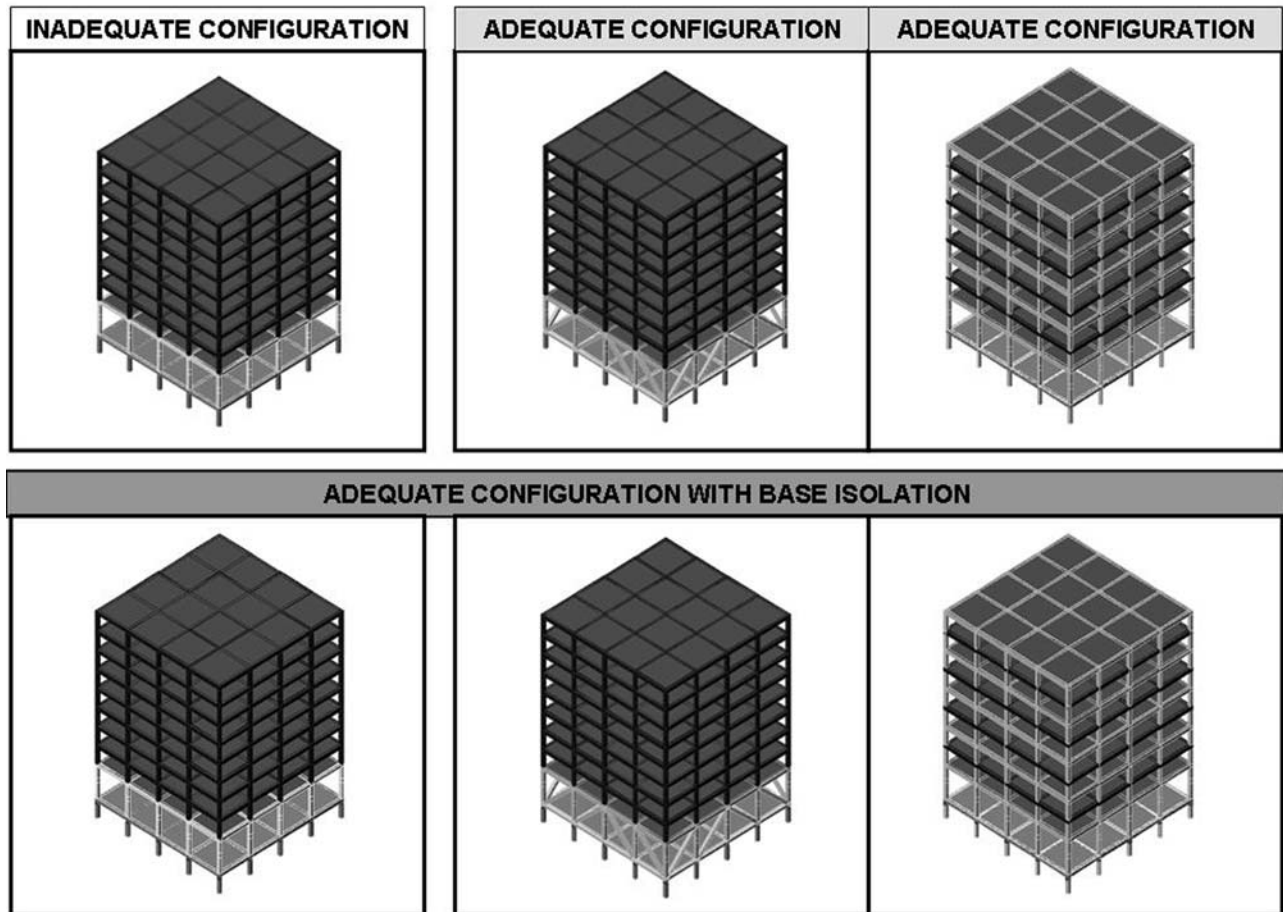 INADEQUATE CONFIGURATION
ADEQUATE CONFIGURATION
ADEQUATE CONFIGURATION
ADEQUATE CONFIGURATION WITH BASE ISOLATION